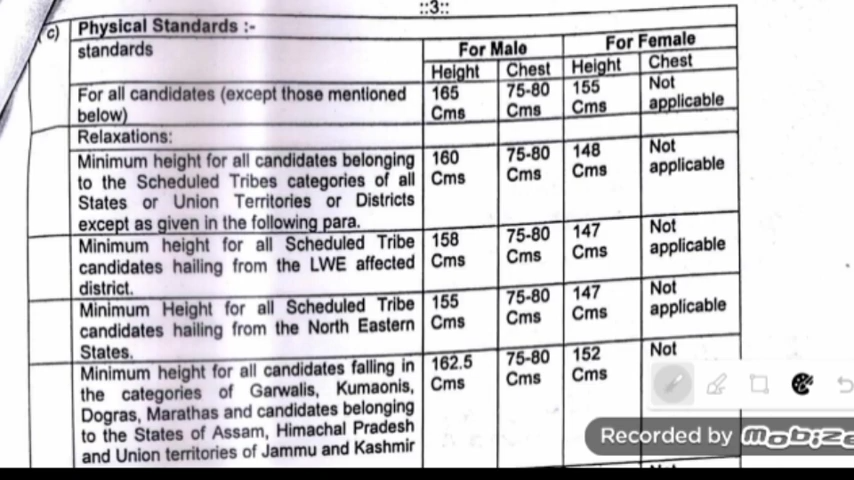 ::3::
c) Physical Standards :-
standards For Male For Female
Height Chest Height Chest
For all candidates (except those mentioned 165 75-80 155 Not
below) Cms Cms Cms applicable
Relaxations:
Minimum height for all candidates belonging 160 75-80 148 Not
to the Scheduled Tribes categories of all Cms Cms Cms applicable
States or Union Territories or Districts
except as given in the following para.
Minimum height for all Scheduled Tribe 158 75-80 147 Not
candidates hailing from the LWE affected Cms Cms Cms applicable
district.
Minimum Height for all Scheduled Tribe 155 75-80 147 Not
candidates hailing from the North Eastern Cms Cms Cms applicable
States.
Minimum height for all candidates falling in 162.5 75-80 152 Not
the categories of Garwalis, Kumaonis, Cms Cms Cms
Dogras, Marathas and candidates belonging
to the States of Assam, Himachal Pradesh
and Union territories of Jammu and Kashmir
Recorded by